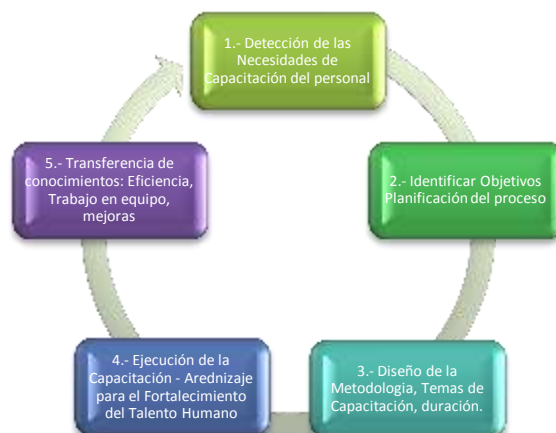 1.- Detección de las
Necesidades de
Capacitación del personal
2.- Identificar Objetivos
Planificación del proceso
3.- Diseño de la
Metodologia, Temas de
Capacitación, duración.
4.- Ejecución de la
Capacitación - Arednizaje
para el Fortalecimiento
del Talento Humano
5.- Transferencia de
conocimientos: Eficiencia,
Trabajo en equipo,
mejoras